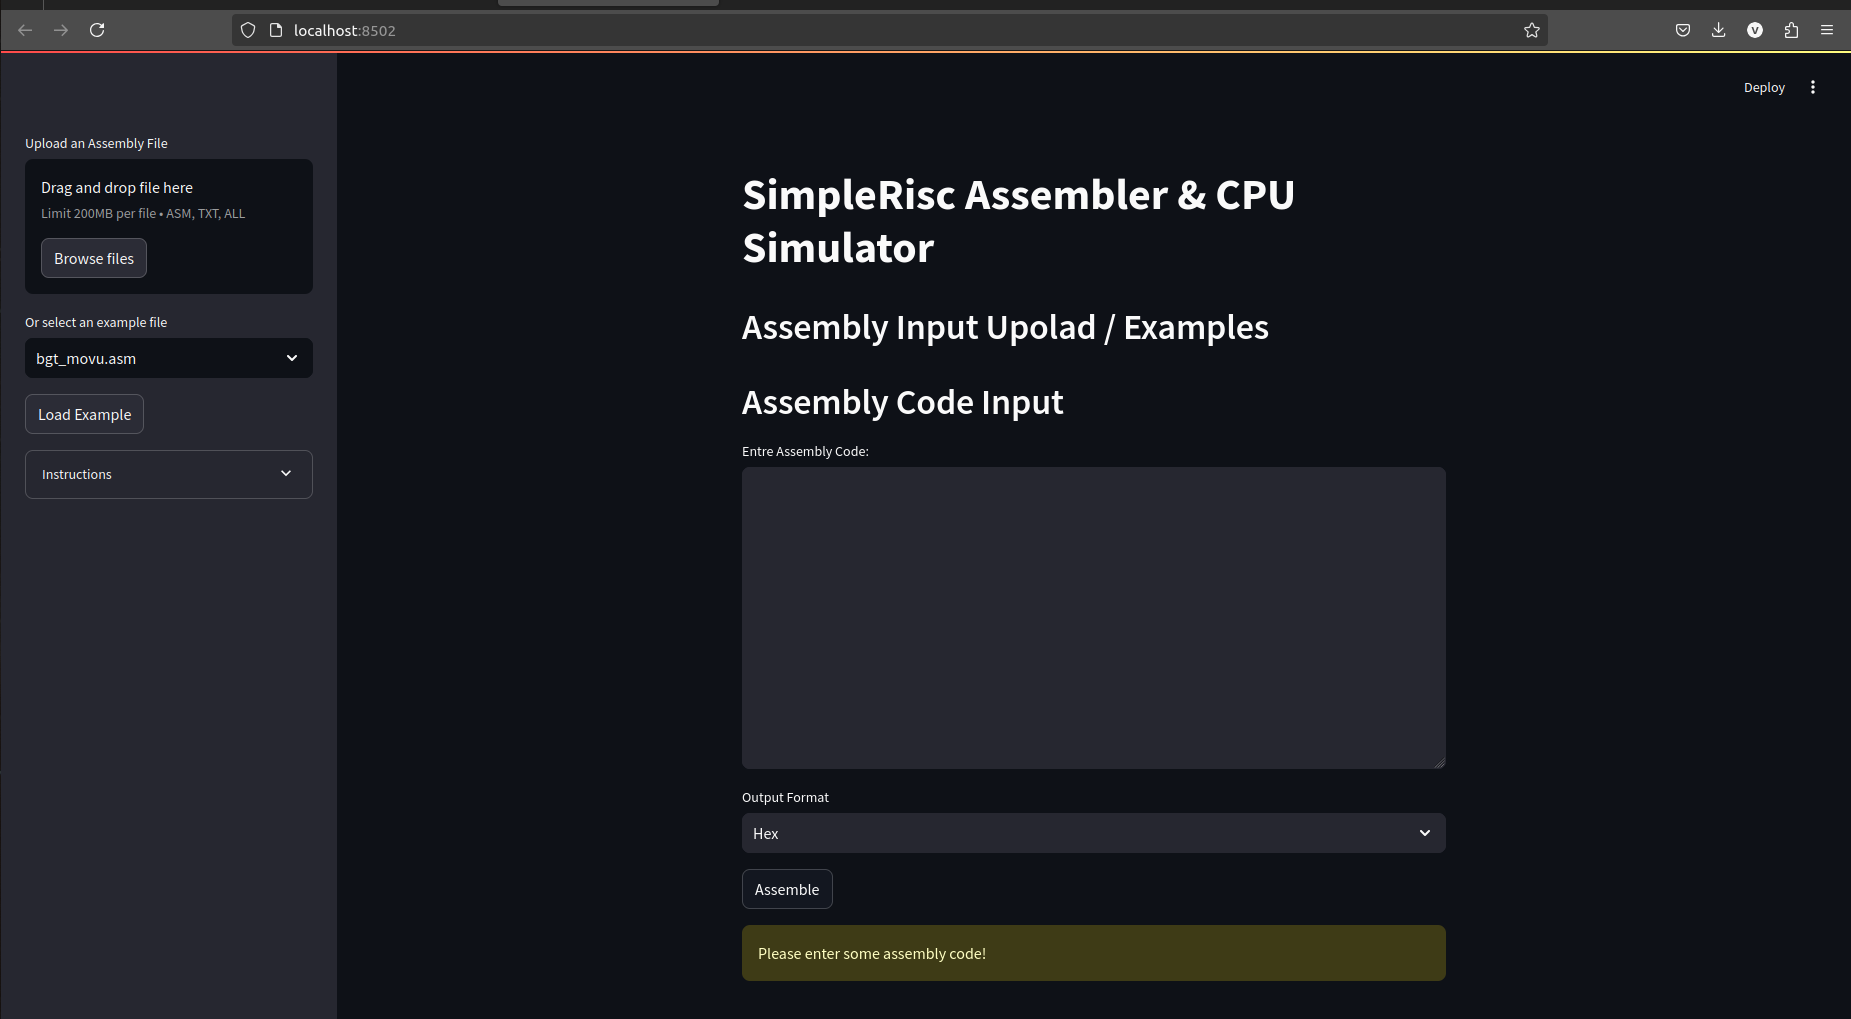 localhost:8502
V
Deploy
Upload an Assembly File
Drag and drop file here
Limit 200MB per file • ASM, TXT, ALL
Browse files
Or select an example file
bgt_movu.asm
Load Example
Instructions
SimpleRisc Assembler & CPU
Simulator
Assembly Input Upolad / Examples
Assembly Code Input
Entre Assembly Code:
Output Format
Hex
Assemble
Please enter some assembly code!